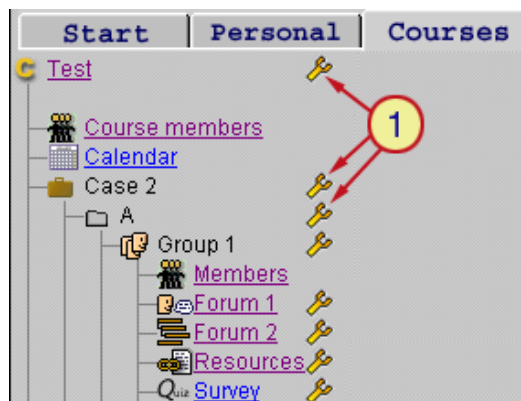 Start Personal Courses
C Test
1
Course members
Calendar
Case 2
A
Group 1
Members
Forum 1
Forum 2
Resources
Quiz Survey